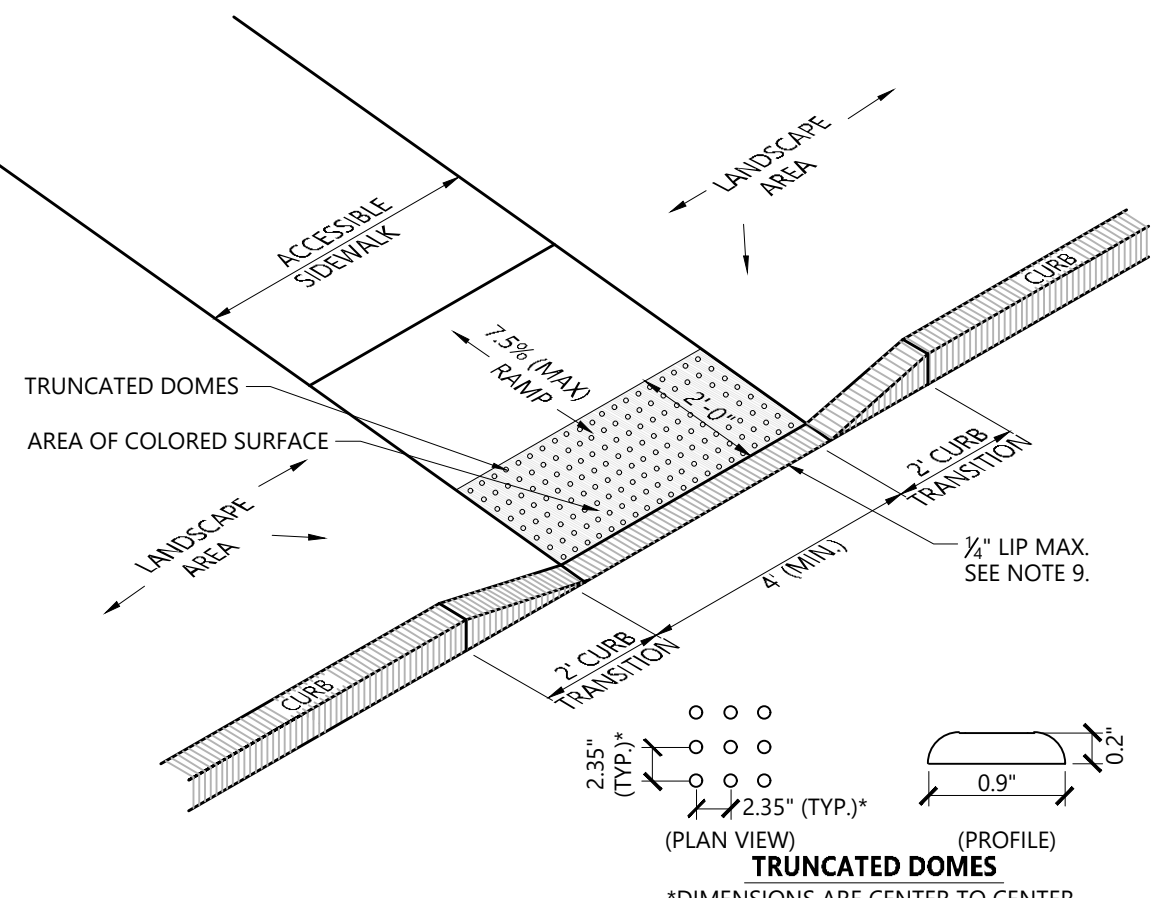 LANDSCAPE
AREA
ACCESSIBLE
SIDEWALK
CURB
7.5% (MAX)
RAMP
TRUNCATED DOMES
2'-0"
AREA OF COLORED SURFACE
2' CURB
TRANSITION
LANDSCAPE
AREA
¼" LIP MAX.
SEE NOTE 9.
4' (MIN.)
2' CURB
TRANSITION
CURB
2.35"
(TYP.)*
0.2"
0.9"
2.35" (TYP.)*
(PLAN VIEW)
(PROFILE)
TRUNCATED DOMES
*DIMENSIONS ARE CENTER TO CENTER